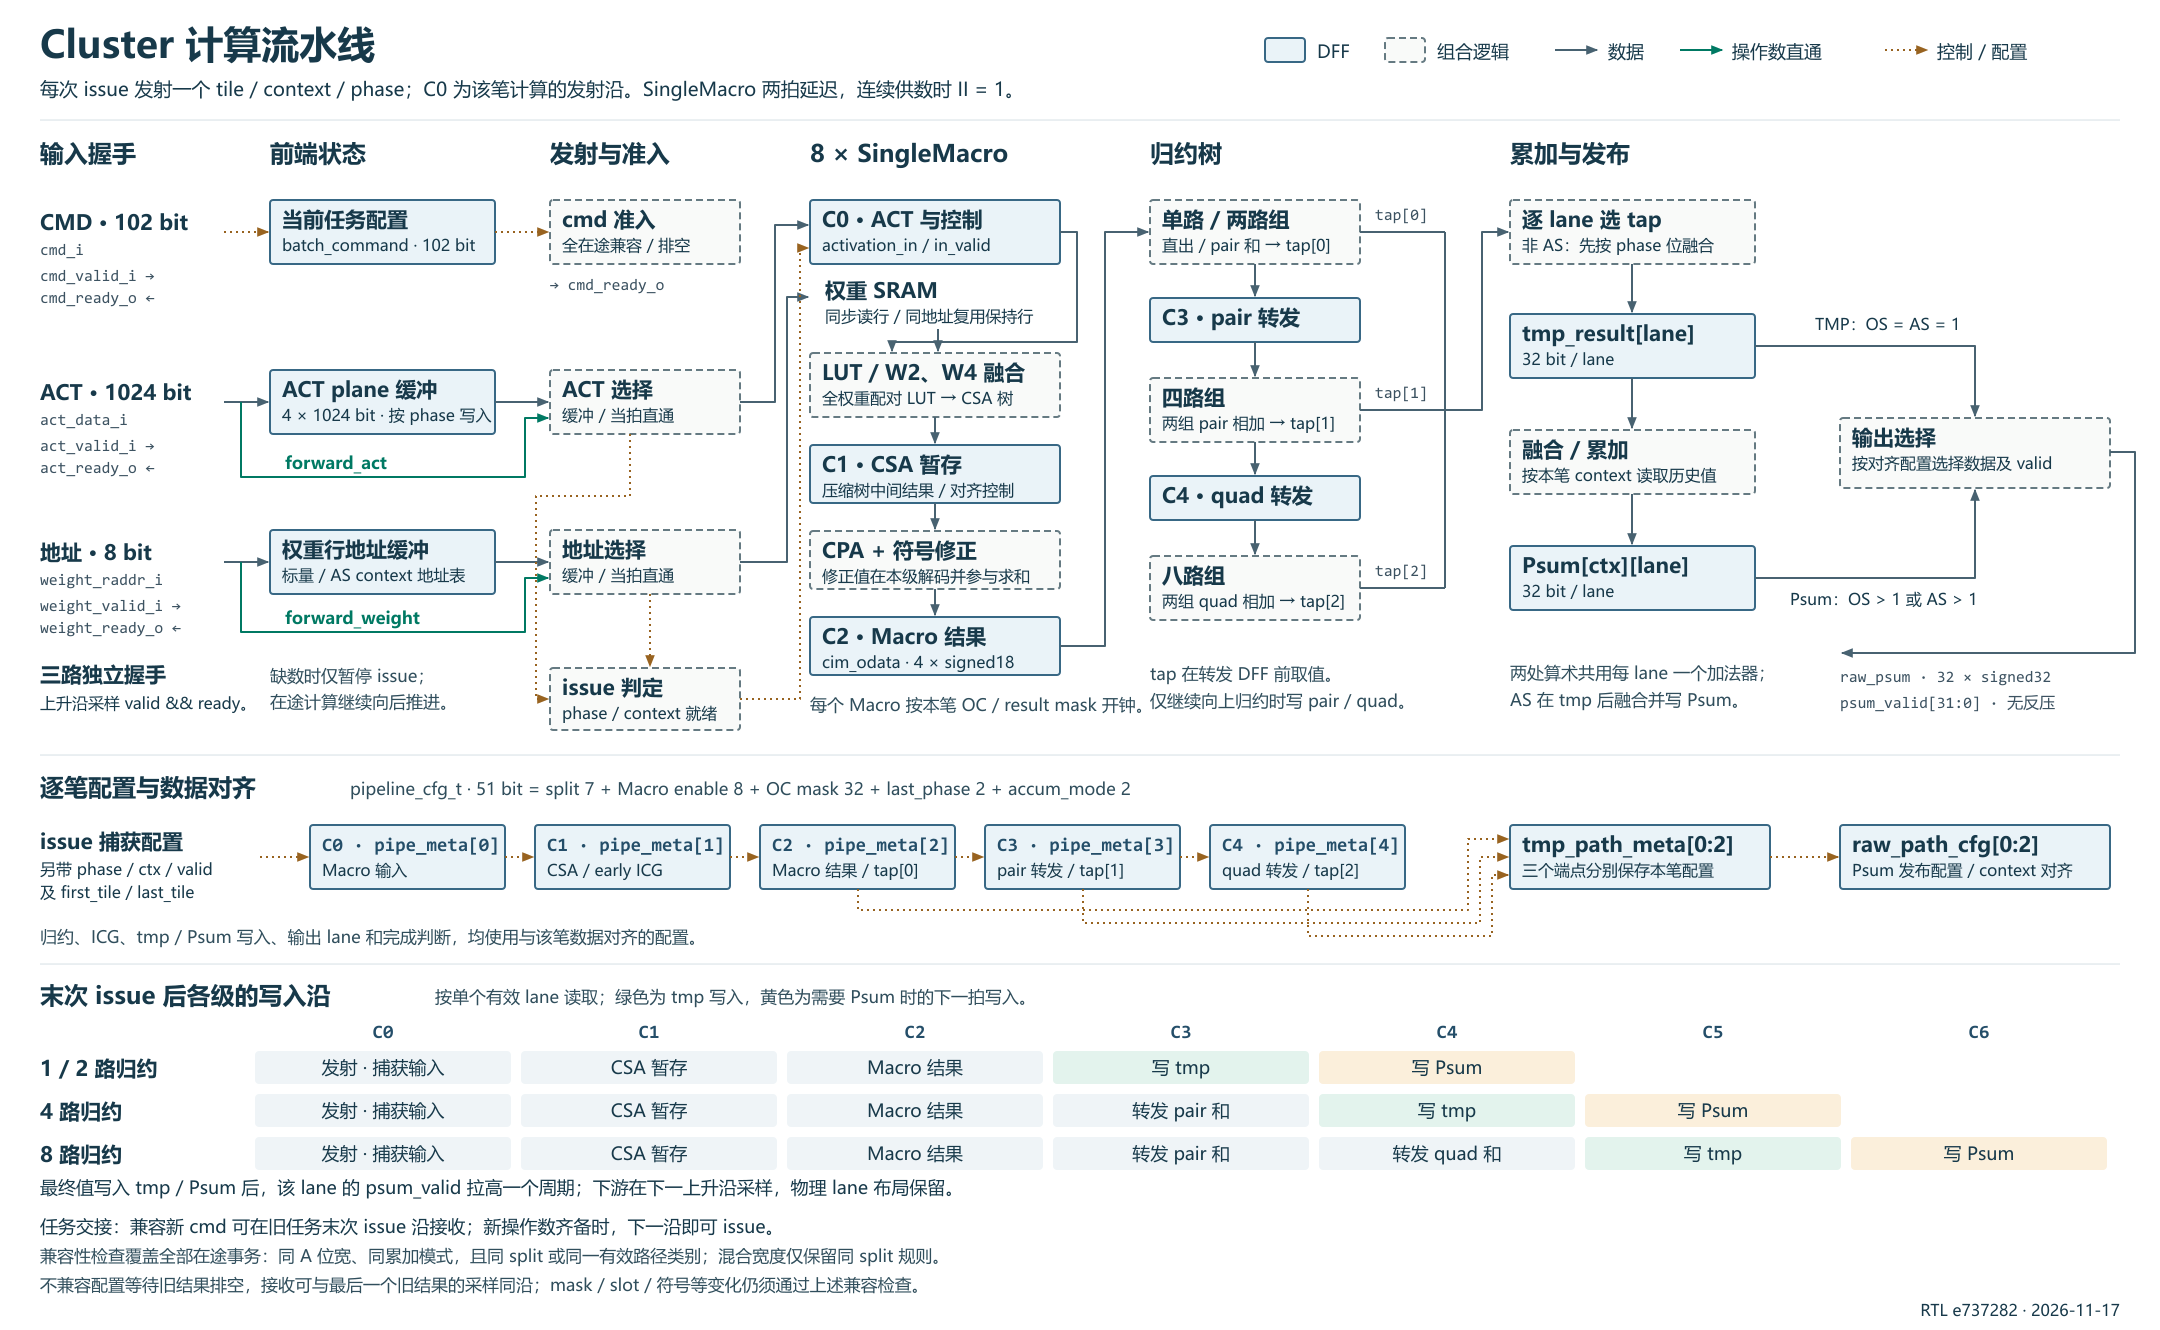 Cluster 计算流水线
DFF
组合逻辑
数据
操作数直通
控制 / 配置
每次 issue 发射一个 tile / context / phase；C0 为该笔计算的发射沿。SingleMacro 两拍延迟，连续供数时 II = 1。
输入握手
前端状态
发射与准入
8 × SingleMacro
归约树
累加与发布
CMD • 102 bit
cmd_i
cmd_valid_i →
cmd_ready_o ←
当前任务配置
batch_command · 102 bit
cmd 准入
全在途兼容 / 排空
→ cmd_ready_o
ACT • 1024 bit
act_data_i
act_valid_i →
act_ready_o ←
ACT plane 缓冲
4 × 1024 bit · 按 phase 写入
forward_act
ACT 选择
缓冲 / 当拍直通
地址 • 8 bit
weight_raddr_i
weight_valid_i →
weight_ready_o ←
权重行地址缓冲
标量 / AS context 地址表
forward_weight
地址选择
缓冲 / 当拍直通
三路独立握手
上升沿采样 valid && ready。
缺数时仅暂停 issue；
在途计算继续向后推进。
issue 判定
phase / context 就绪
C0 • ACT 与控制
activation_in / in_valid
权重 SRAM
同步读行 / 同地址复用保持行
LUT / W2、W4 融合
全权重配对 LUT → CSA 树
C1 • CSA 暂存
压缩树中间结果 / 对齐控制
CPA + 符号修正
修正值在本级解码并参与求和
C2 • Macro 结果
cim_odata · 4 × signed18
每个 Macro 按本笔 OC / result mask 开钟。
单路 / 两路组
直出 / pair 和 → tap[0]
tap[0]
C3 • pair 转发
四路组
两组 pair 相加 → tap[1]
tap[1]
C4 • quad 转发
八路组
两组 quad 相加 → tap[2]
tap[2]
tap 在转发 DFF 前取值。
仅继续向上归约时写 pair / quad。
逐 lane 选 tap
非 AS：先按 phase 位融合
tmp_result[lane]
32 bit / lane
TMP：OS = AS = 1
融合 / 累加
按本笔 context 读取历史值
输出选择
按对齐配置选择数据及 valid
Psum[ctx][lane]
32 bit / lane
Psum：OS > 1 或 AS > 1
两处算术共用每 lane 一个加法器；
AS 在 tmp 后融合并写 Psum。
raw_psum · 32 × signed32
psum_valid[31:0] · 无反压
逐笔配置与数据对齐
pipeline_cfg_t · 51 bit = split 7 + Macro enable 8 + OC mask 32 + last_phase 2 + accum_mode 2
issue 捕获配置
另带 phase / ctx / valid
及 first_tile / last_tile
C0 · pipe_meta[0]
Macro 输入
C1 · pipe_meta[1]
CSA / early ICG
C2 · pipe_meta[2]
Macro 结果 / tap[0]
C3 · pipe_meta[3]
pair 转发 / tap[1]
C4 · pipe_meta[4]
quad 转发 / tap[2]
tmp_path_meta[0:2]
三个端点分别保存本笔配置
raw_path_cfg[0:2]
Psum 发布配置 / context 对齐
归约、ICG、tmp / Psum 写入、输出 lane 和完成判断，均使用与该笔数据对齐的配置。
末次 issue 后各级的写入沿
按单个有效 lane 读取；绿色为 tmp 写入，黄色为需要 Psum 时的下一拍写入。
C0 C1 C2 C3 C4 C5 C6
1 / 2 路归约 发射 · 捕获输入 CSA 暂存 Macro 结果 写 tmp 写 Psum
4 路归约 发射 · 捕获输入 CSA 暂存 Macro 结果 转发 pair 和 写 tmp 写 Psum
8 路归约 发射 · 捕获输入 CSA 暂存 Macro 结果 转发 pair 和 转发 quad 和 写 tmp 写 Psum
最终值写入 tmp / Psum 后，该 lane 的 psum_valid 拉高一个周期；下游在下一上升沿采样，物理 lane 布局保留。
任务交接：兼容新 cmd 可在旧任务末次 issue 沿接收；新操作数齐备时，下一沿即可 issue。
兼容性检查覆盖全部在途事务：同 A 位宽、同累加模式，且同 split 或同一有效路径类别；混合宽度仅保留同 split 规则。
不兼容配置等待旧结果排空，接收可与最后一个旧结果的采样同沿；mask / slot / 符号等变化仍须通过上述兼容检查。
RTL e737282 · 2026-11-17